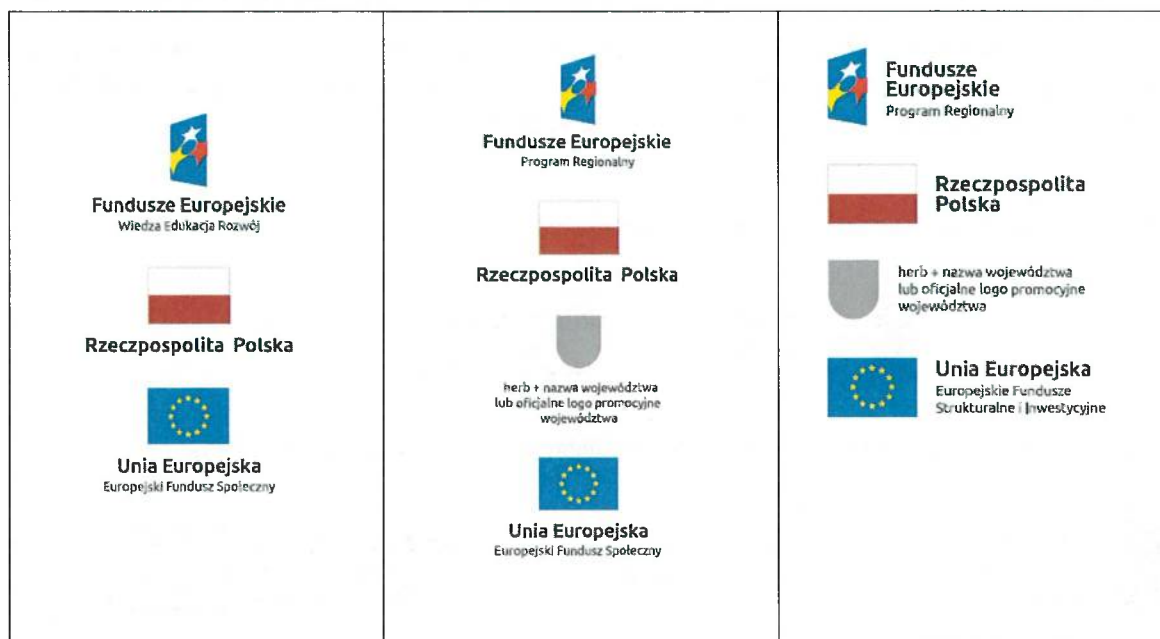 Fundusze Europejskie
Wiedza Edukacja Rozwój
Rzeczpospolita Polska
Unia Europejska
Europejski Fundusz Społeczny
Fundusze Europejskie
Program Regionalny
Rzeczpospolita Polska
herb + nazwa województwa
lub oficjalne logo promocyjne
województwa
Unia Europejska
Europejski Fundusz Społeczny
Fundusze
Europejskie
Program Regionalny
Rzeczpospolita
Polska
herb + nazwa województwa
lub oficjalne logo promocyjne
województwa
Unia Europejska
Europejskie Fundusze
Strukturalne i Inwestycyjne